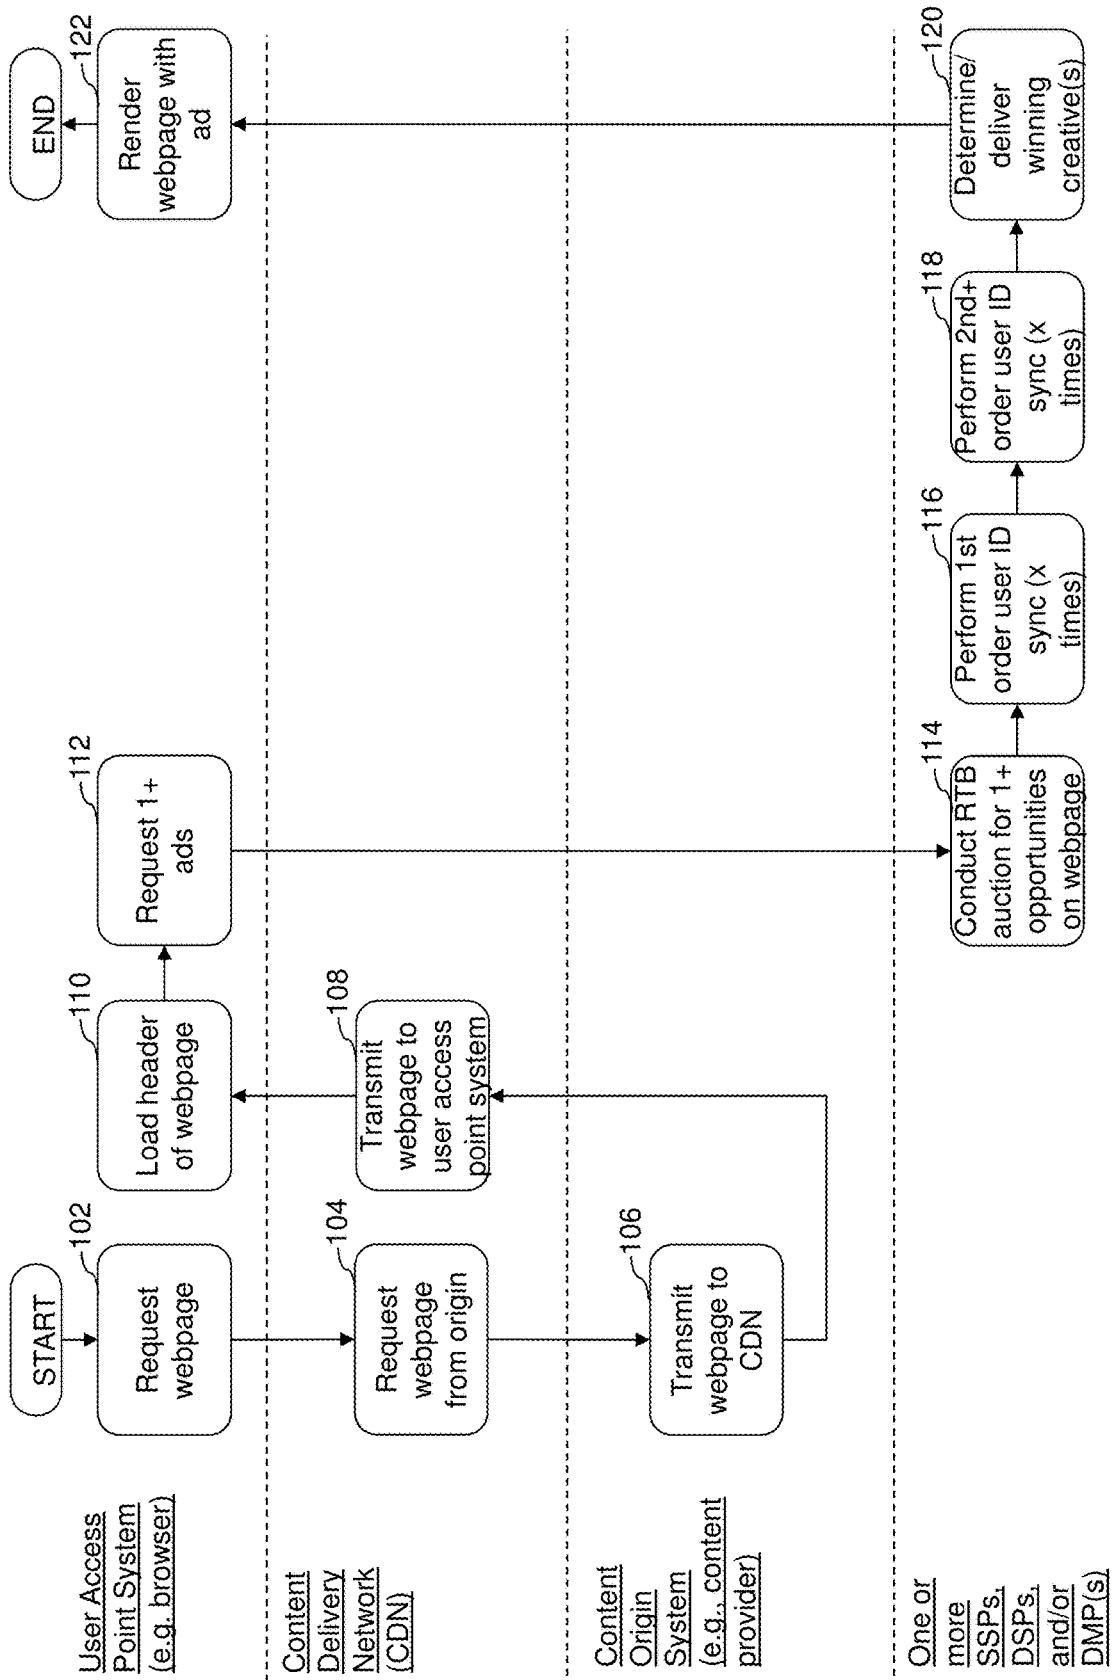 User Access
Point System
(e.g. browser)
START
102
Request
webpage
110
Load header
of webpage
112
Request 1+
ads
122
Render
webpage with
ad
END
Content
Delivery
Network
(CDN)
104
Request
webpage
from origin
108
Transmit
webpage to
user access
point system
Content
Origin
System
(e.g., content
provider)
106
Transmit
webpage to
CDN
One or
more
SSPs,
DSPs,
and/or
DMP(s)
114
Conduct RTB
auction for 1+
opportunities
on webpage
116
Perform 1st
order user ID
sync (x
times)
118
Perform 2nd+
order user ID
sync (x
times)
120
Determine/
deliver
winning
creative(s)